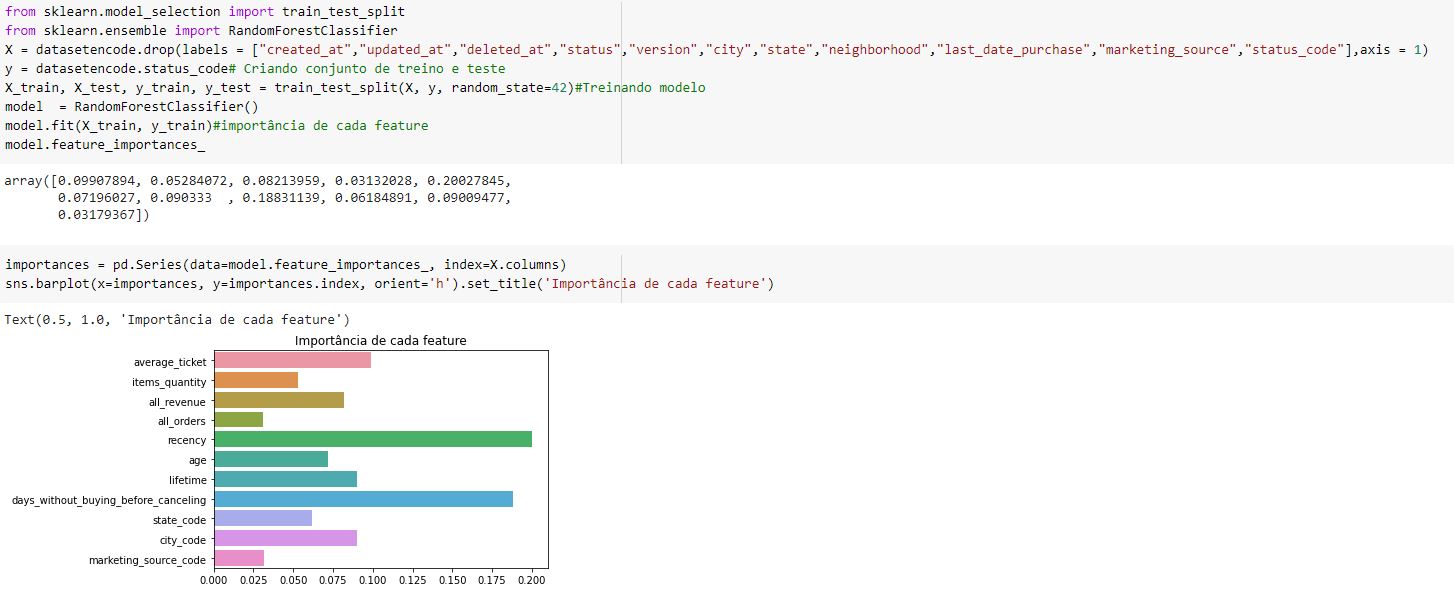 from sklearn.model_selection import train_test_split
from sklearn.ensemble import RandomForestClassifier
X = datasetencode.drop(labels = ["created_at","updated_at","deleted_at","status","version","city","state","neighborhood","last_date_purchase","marketing_source","status_code"],axis = 1)
y = datasetencode.status_code# Criando conjunto de treino e teste
X_train, X_test, y_train, y_test = train_test_split(X, y, random_state=42)#Treinando modelo
model  = RandomForestClassifier()
model.fit(X_train, y_train)#importância de cada feature
model.feature_importances_
array([0.09907894, 0.05284072, 0.08213959, 0.03132028, 0.20027845,
       0.07196027, 0.090333  , 0.18831139, 0.06184891, 0.09009477,
       0.03179367])
importances = pd.Series(data=model.feature_importances_, index=X.columns)
sns.barplot(x=importances, y=importances.index, orient='h').set_title('Importância de cada feature')
Text(0.5, 1.0, 'Importância de cada feature')
Importância de cada feature
average_ticket
items_quantity
all_revenue
all_orders
recency
age
lifetime
days_without_buying_before_canceling
state_code
city_code
marketing_source_code
0.000 0.025 0.050 0.075 0.100 0.125 0.150 0.175 0.200